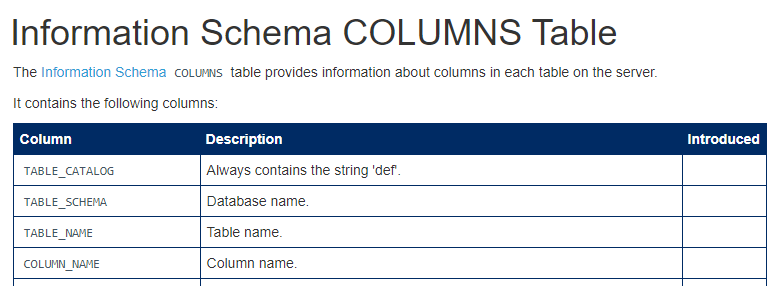 Information Schema COLUMNS Table
The Information Schema COLUMNS table provides information about columns in each table on the server.
It contains the following columns:
Column Description Introduced
TABLE_CATALOG Always contains the string 'def'.
TABLE_SCHEMA Database name.
TABLE_NAME Table name.
COLUMN_NAME Column name.